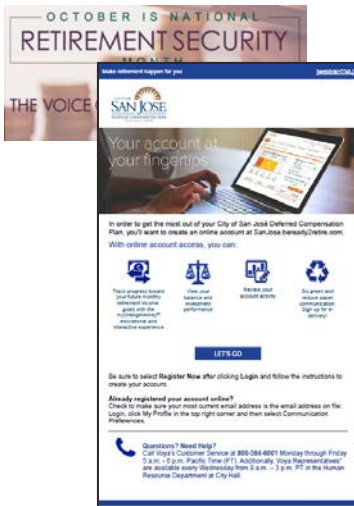 OCTOBER IS NATIONAL
RETIREMENT SECURITY
MONTH
THE VOICE
Make retirement happen for you
CITY OF
SAN JOSE
Your account at
your fingertips
In order to get the most out of your City of San José Deferred Compensation
Plan, you'll want to create an online account at SanJose.beready2retire.com.
With online account access, you can:
Track progress toward
your future monthly
retirement income
goals with the
myOrangeMoney®
educational and
interactive experience
View your
balance and
investment
performance
Review your
account activity
Go green and
reduce paper
communication.
Sign up for e-
delivery!
LET'S GO
Be sure to select Register Now after clicking Login and follow the instructions to
create your account.
Already registered your account online?
Check to make sure your most current email address is the email address on file:
Login, click My Profile in the top right corner and then select Communication
Preferences.
Questions? Need Help?
Call Voya's Customer Service at 800-584-6001 Monday through Friday
5 a.m. - 6 p.m. Pacific Time (PT). Additionally, Voya Representatives*
are available every Wednesday from 9 a.m. – 3 p.m. PT in the Human
Resource Department at City Hall.